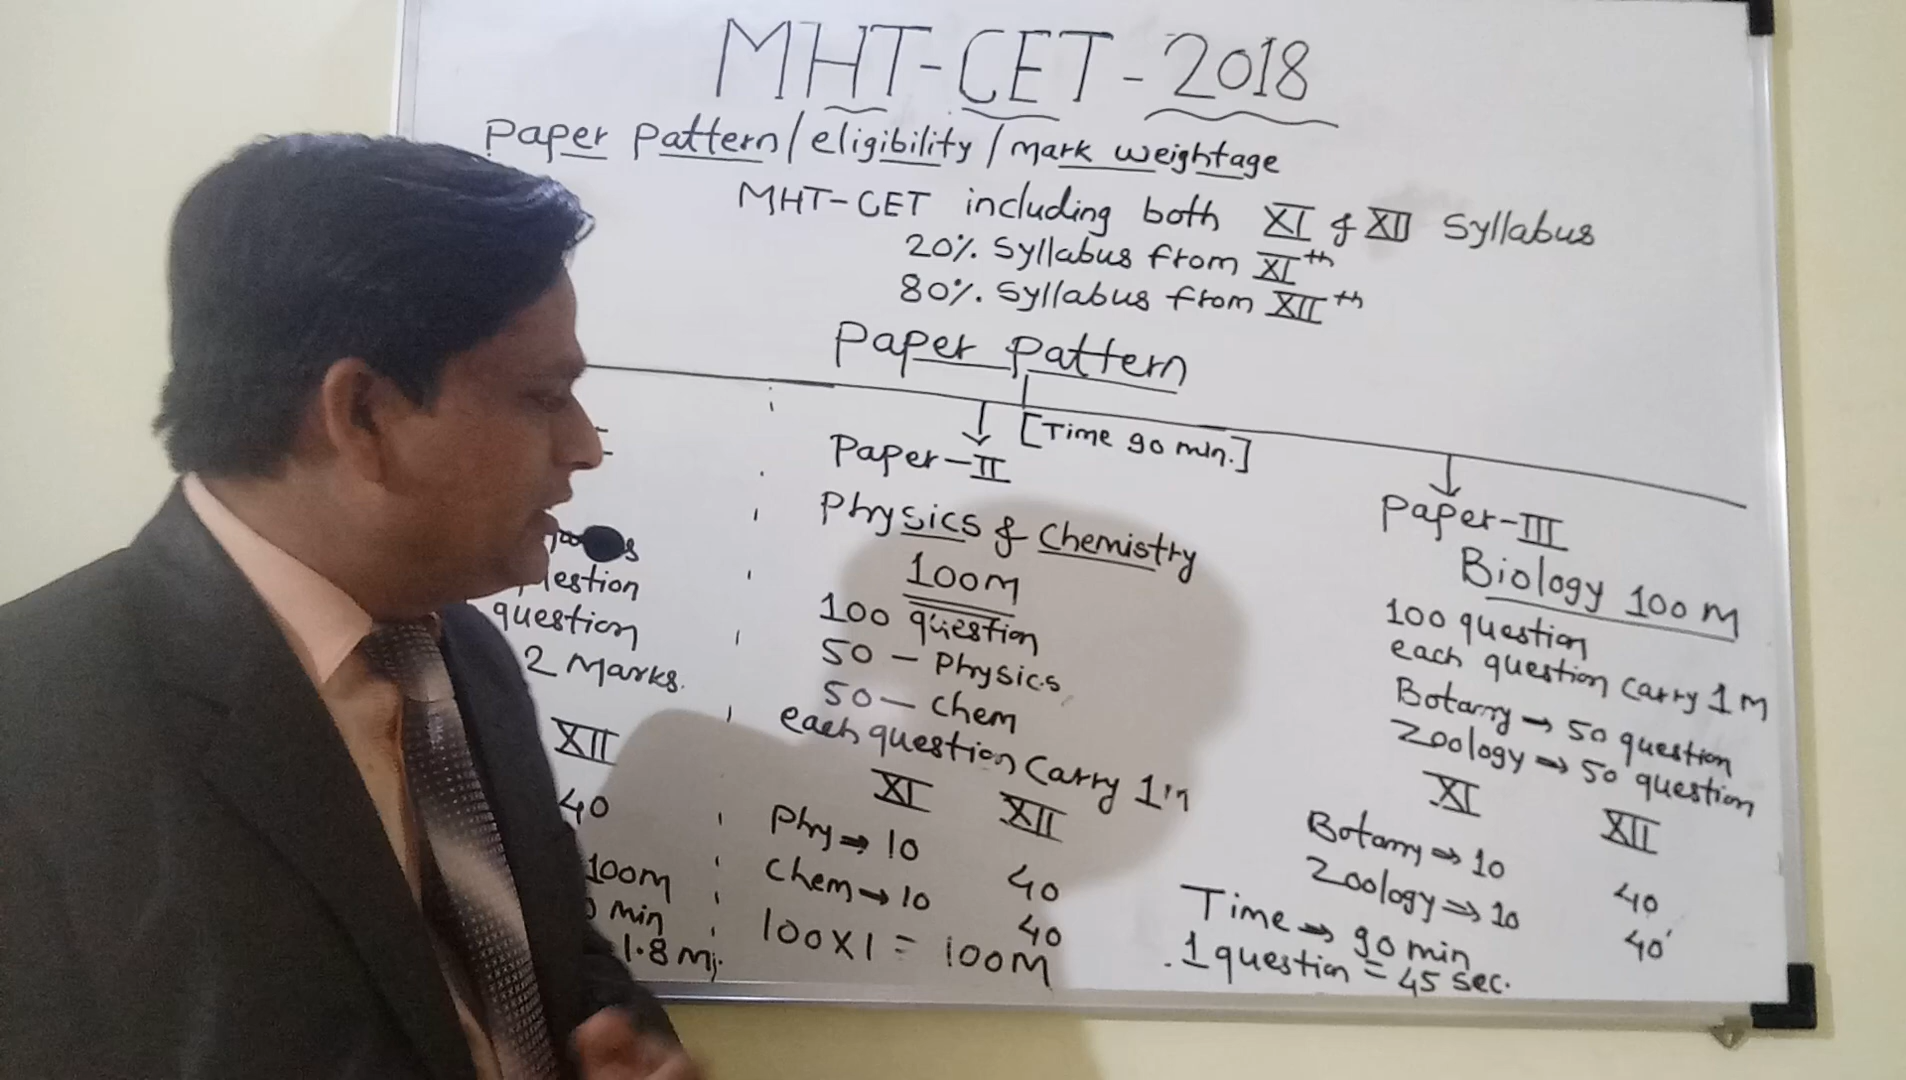 MHT-CET-2018
Paper Pattern/eligibility/mark weightage
MHT-CET including both XI & XII Syllabus
20% Syllabus from XIth
80% Syllabus from XIIth
Paper Pattern
[Time 90 min.]
question
2 Marks.
XII
40
100M
min
1.8 M.
Paper-II
Physics & Chemistry
100M
100 question
50 - Physics
50 - Chem
each question Carry 1M
XI XII
Phy → 10 40
Chem → 10 40
100X1 = 100M
Paper-III
Biology 100 M
100 question
each question Carry 1M
Botany → 50 question
Zoology → 50 question
XI XII
Botany ⇒ 10 40
Zoology ⇒ 10 40
Time → 90 min
1 question = 45 sec.